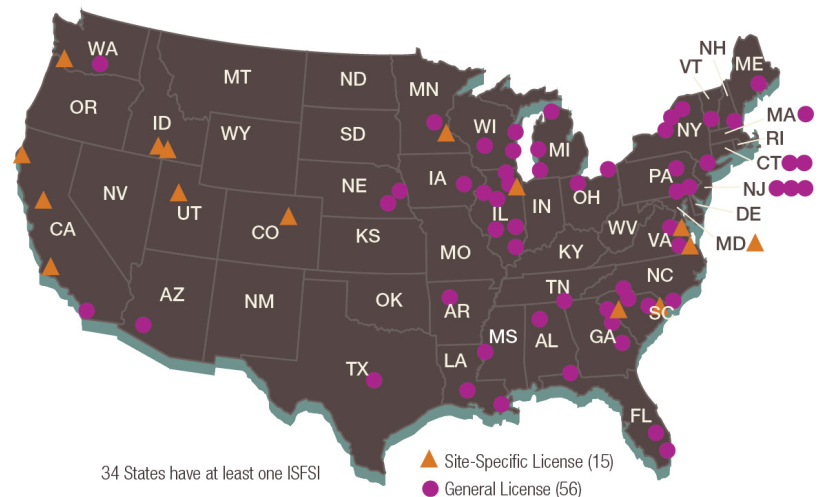 NH
VT
WA
ME
MT
ND
MN
OR
MA
ID
WI
NY
SD
RI
WY
MI
CT
PA
IA
NE
NJ
OH
NV
IL
IN
UT
DE
WV
CA
CO
VA
MD
KS
MO
KY
NC
TN
AZ
OK
NM
AR
SC
MS
AL
GA
LA
TX
FL
34 States have at least one ISFSI
Site-Specific License (15)
General License (56)